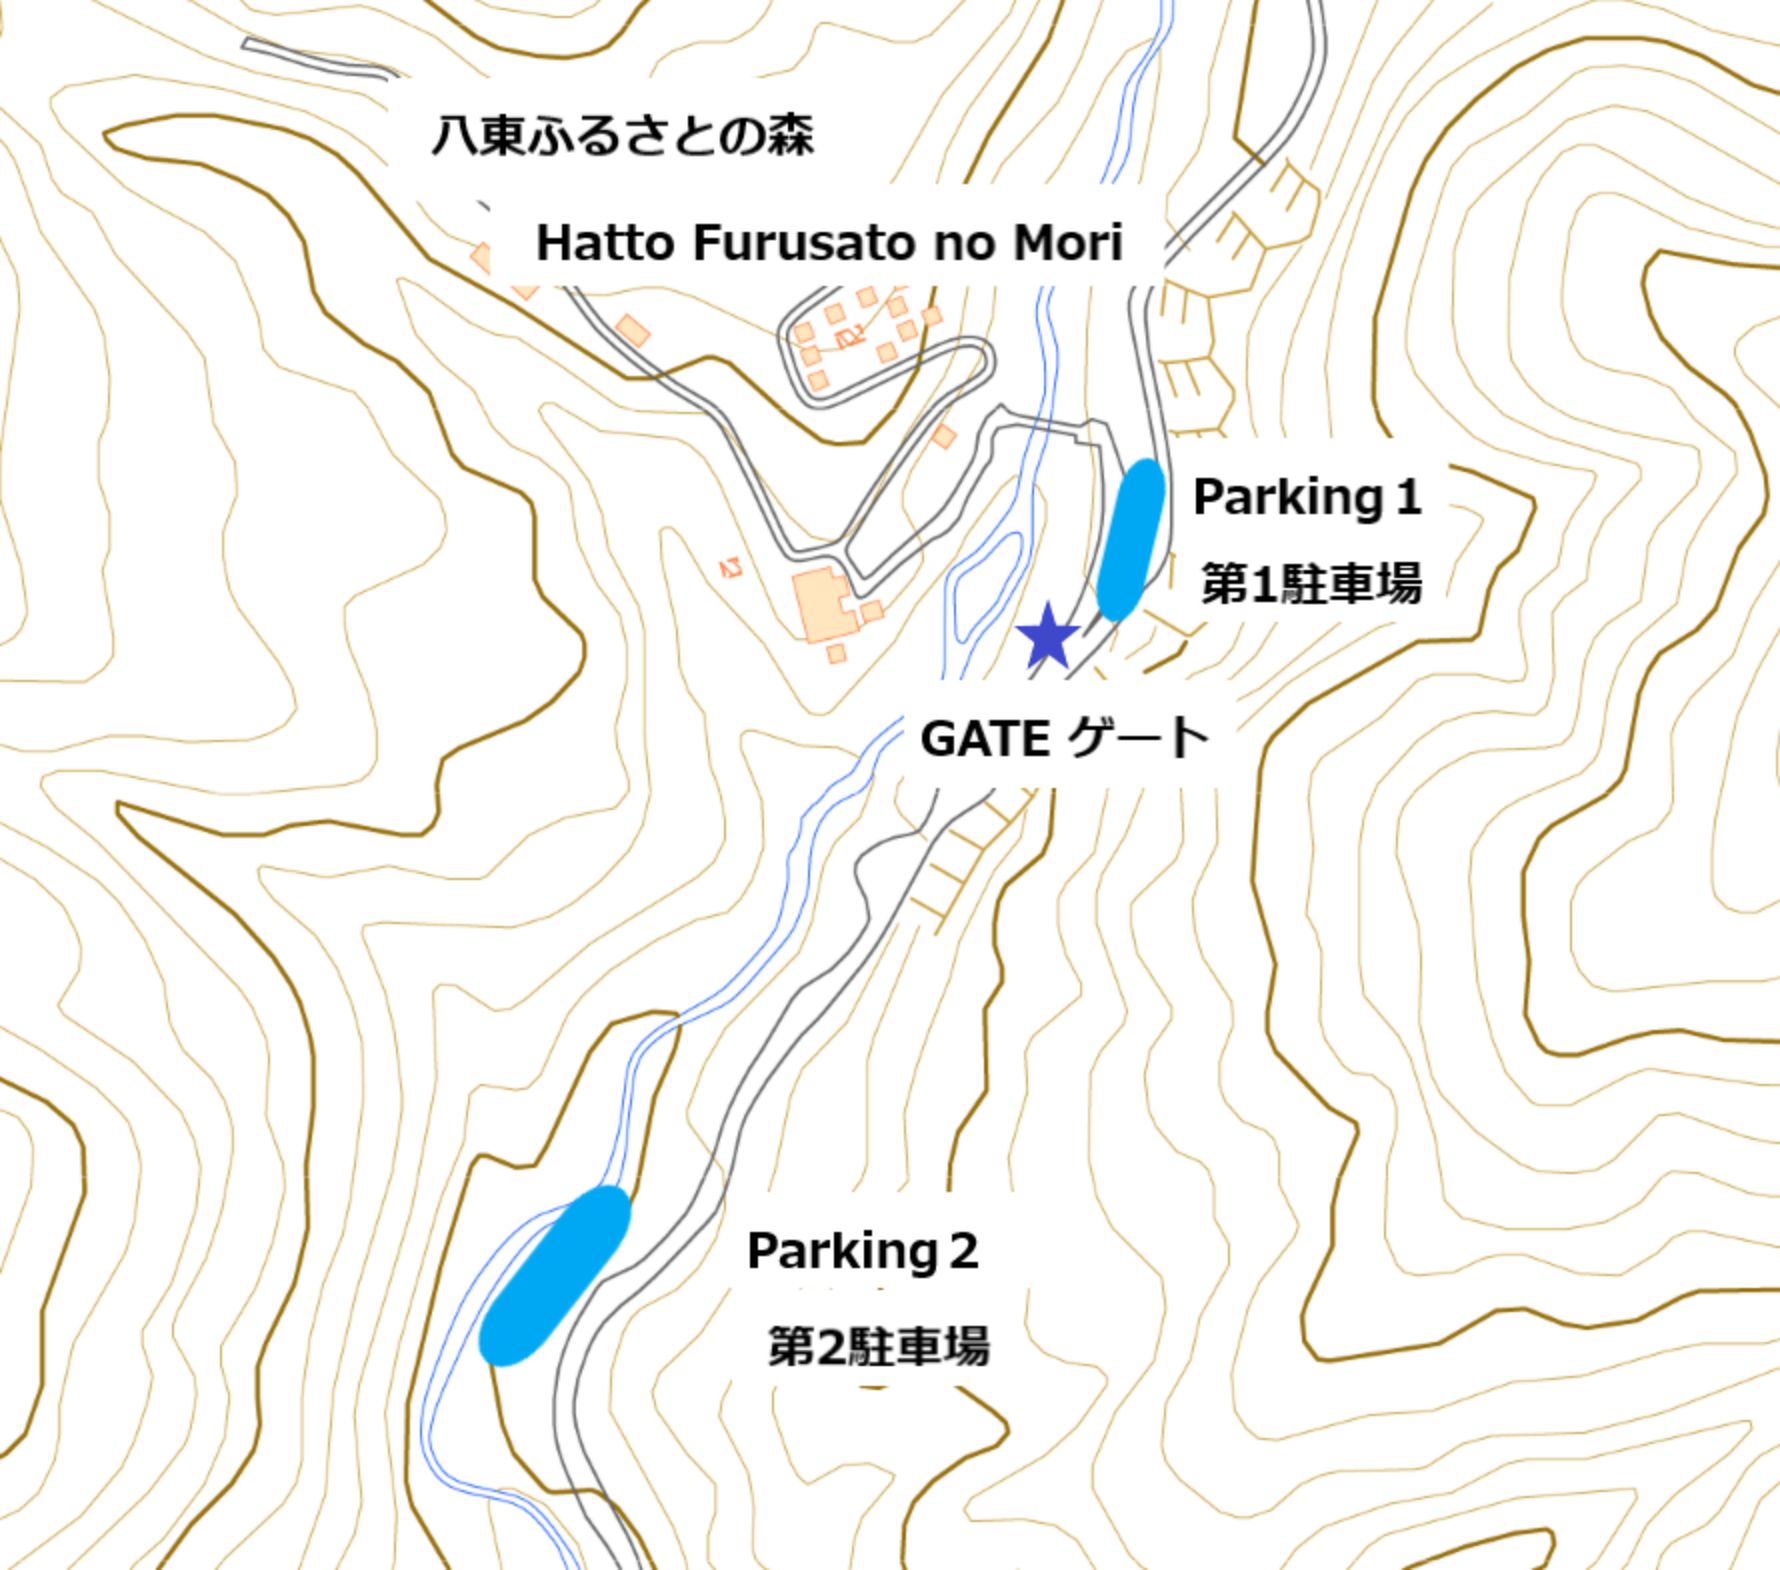 八東ふるさとの森
Hatto Furusato no Mori
Parking 1
第1駐車場
GATE ゲート
Parking 2
第2駐車場